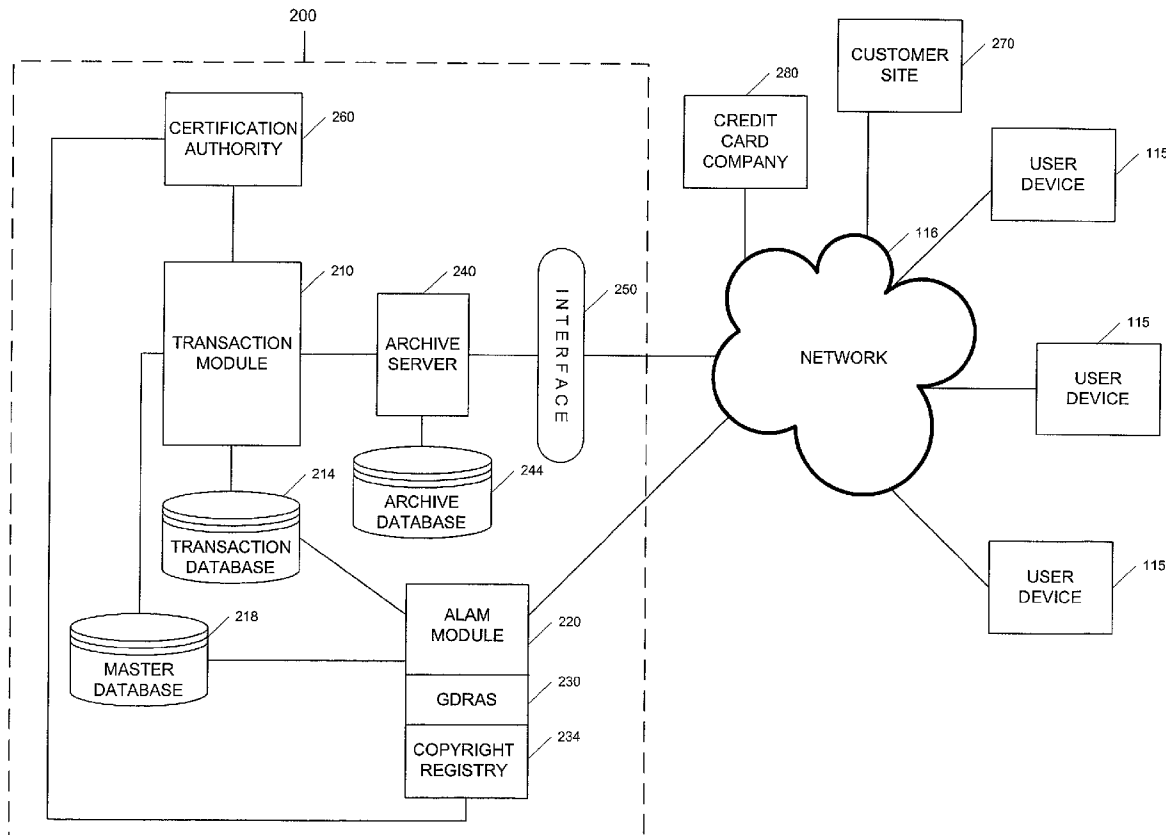 200
CERTIFICATION
AUTHORITY
260
TRANSACTION
MODULE
210
ARCHIVE
SERVER
240
INTERFACE
250
TRANSACTION
DATABASE
214
ARCHIVE
DATABASE
244
MASTER
DATABASE
218
ALAM
MODULE
220
GDRAS
230
COPYRIGHT
REGISTRY
234
CREDIT
CARD
COMPANY
280
CUSTOMER
SITE
270
NETWORK
116
USER
DEVICE
115
USER
DEVICE
115
USER
DEVICE
115